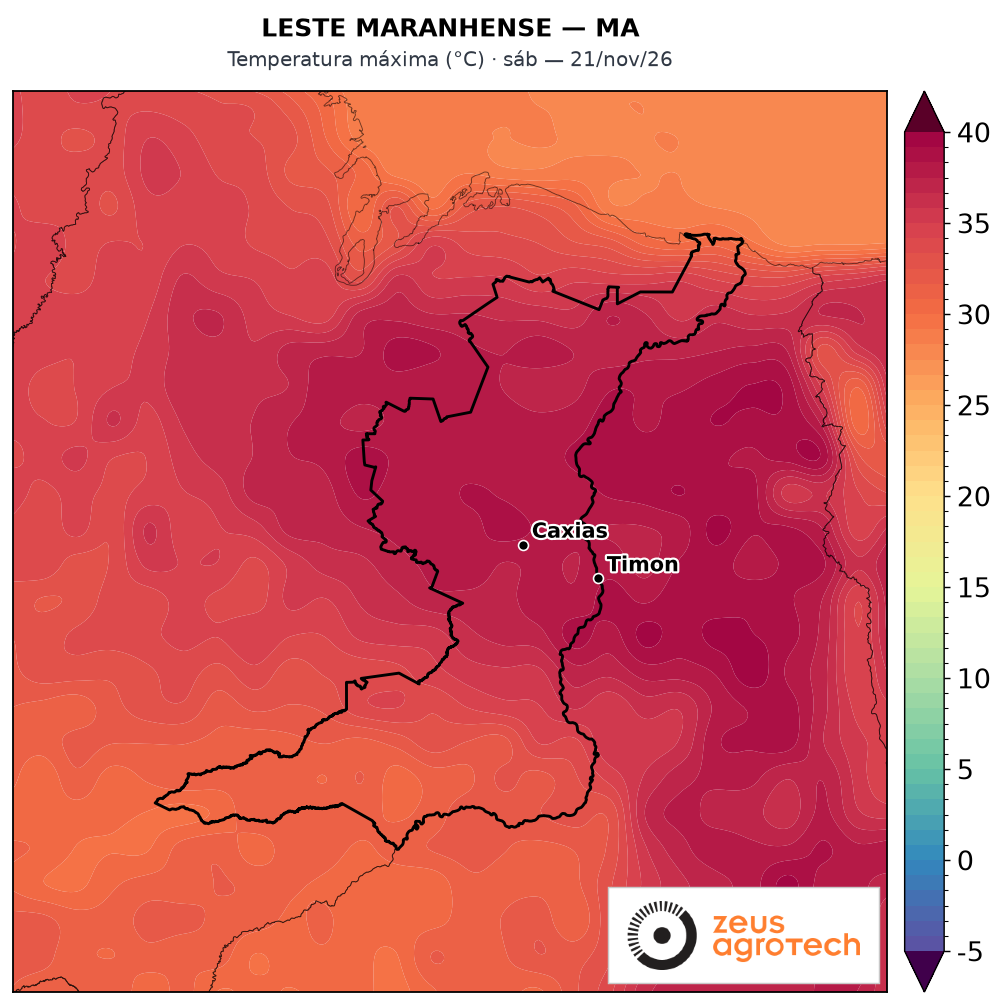 LESTE MARANHENSE — MA
Temperatura máxima (°C) · sáb — 21/nov/26
40
35
30
25
20
15
10
5
0
-5
Caxias
Timon
zeus
agrotech